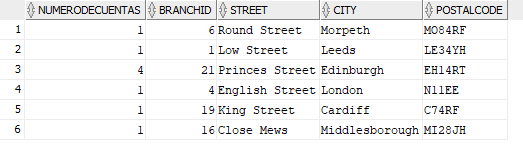 NUMERODECUENTAS BRANCHID STREET CITY POSTALCODE
1 1 6 Round Street Morpeth MO84RF
2 1 1 Low Street Leeds LE34YH
3 4 21 Princes Street Edinburgh EH14RT
4 1 4 English Street London N11EE
5 1 19 King Street Cardiff C74RF
6 1 16 Close Mews Middlesborough MI28JH